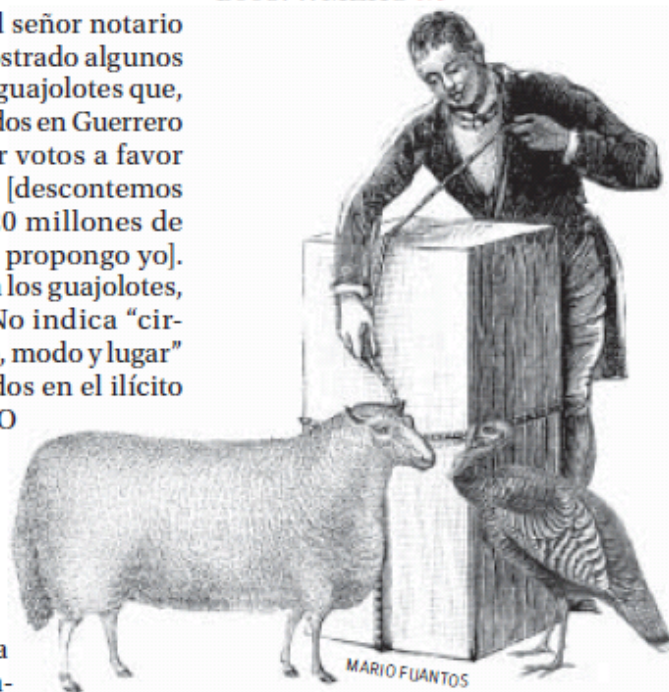 l señor notario
ostrado algunos
guajolotes que,
dos en Guerrero
r votos a favor
[descontemos
0 millones de
propongo yo].
los guajolotes,
No indica “cir-
, modo y lugar”
dos en el ilícito
O
a
MARIO FUANTOS